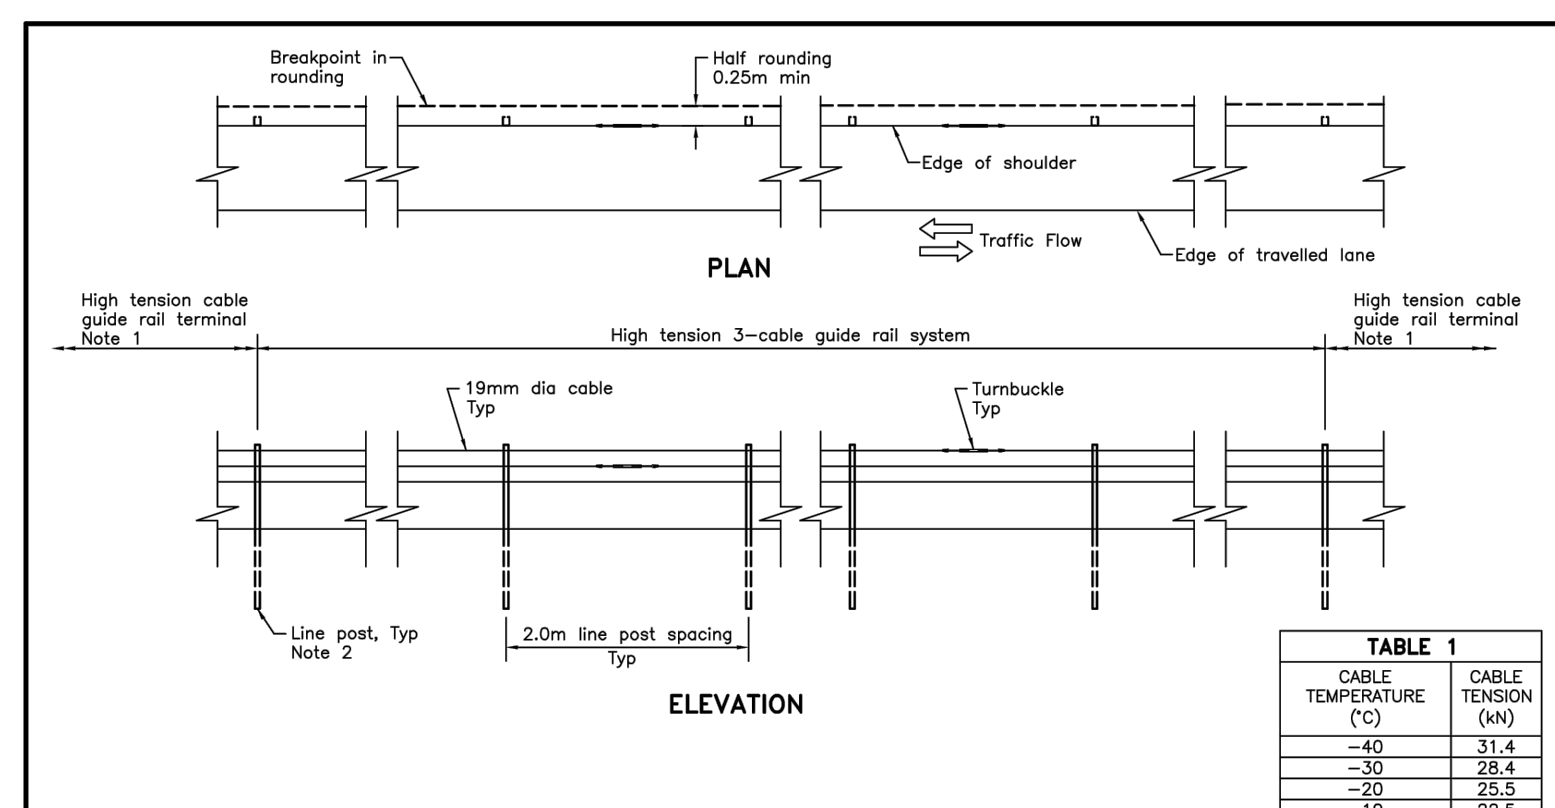 Breakpoint in
rounding
Half rounding
0.25m min
Edge of shoulder
Traffic Flow
Edge of travelled lane
PLAN
High tension cable
guide rail terminal
Note 1
High tension 3-cable guide rail system
High tension cable
guide rail terminal
Note 1
19mm dia cable
Typ
Turnbuckle
Typ
Line post, Typ
Note 2
2.0m line post spacing
Typ
ELEVATION
TABLE 1
CABLE TEMPERATURE (°C) CABLE TENSION (kN)
-40 31.4
-30 28.4
-20 25.5